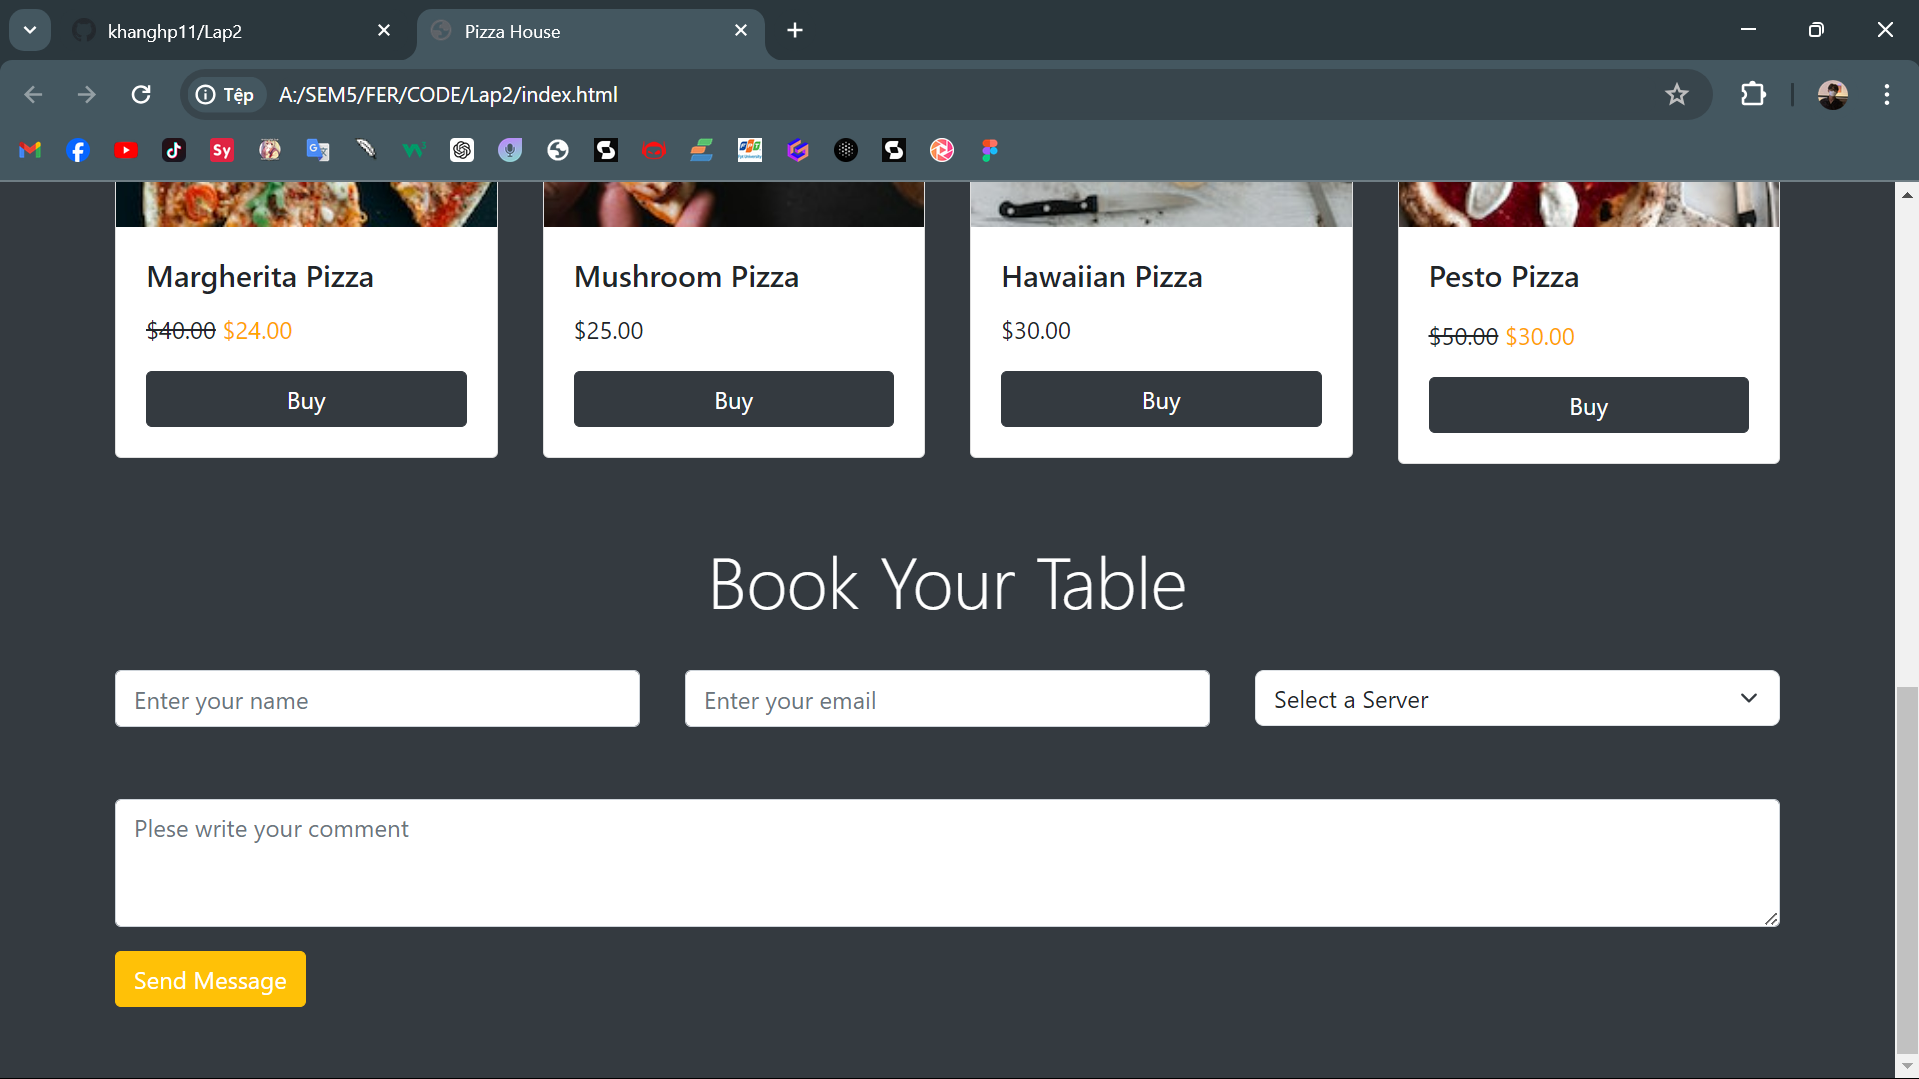 khanghp11/Lap2
Pizza House
Tệp
A:/SEM5/FER/CODE/Lap2/index.html
Sy
Margherita Pizza
$40.00 $24.00
Buy
Mushroom Pizza
$25.00
Buy
Hawaiian Pizza
$30.00
Buy
Pesto Pizza
$50.00 $30.00
Buy
Book Your Table
Enter your name
Enter your email
Select a Server
Plese write your comment
Send Message